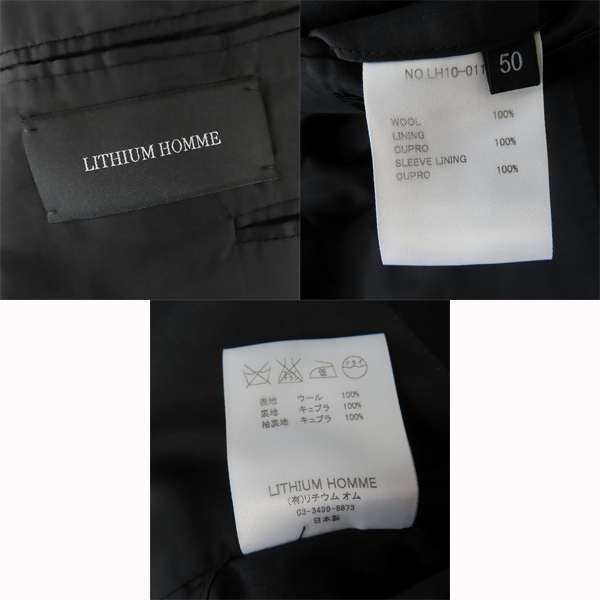 LITHIUM HOMME
NO.LH10-011
50
WOOL 100%
LINING
CUPRO 100%
SLEEVE LINING
CUPRO 100%
ドライ
表地 ウール 100%
裏地 キュプラ 100%
袖裏地 キュプラ 100%
LITHIUM HOMME
(有)リチウム オム
03-3499-8873
日本製